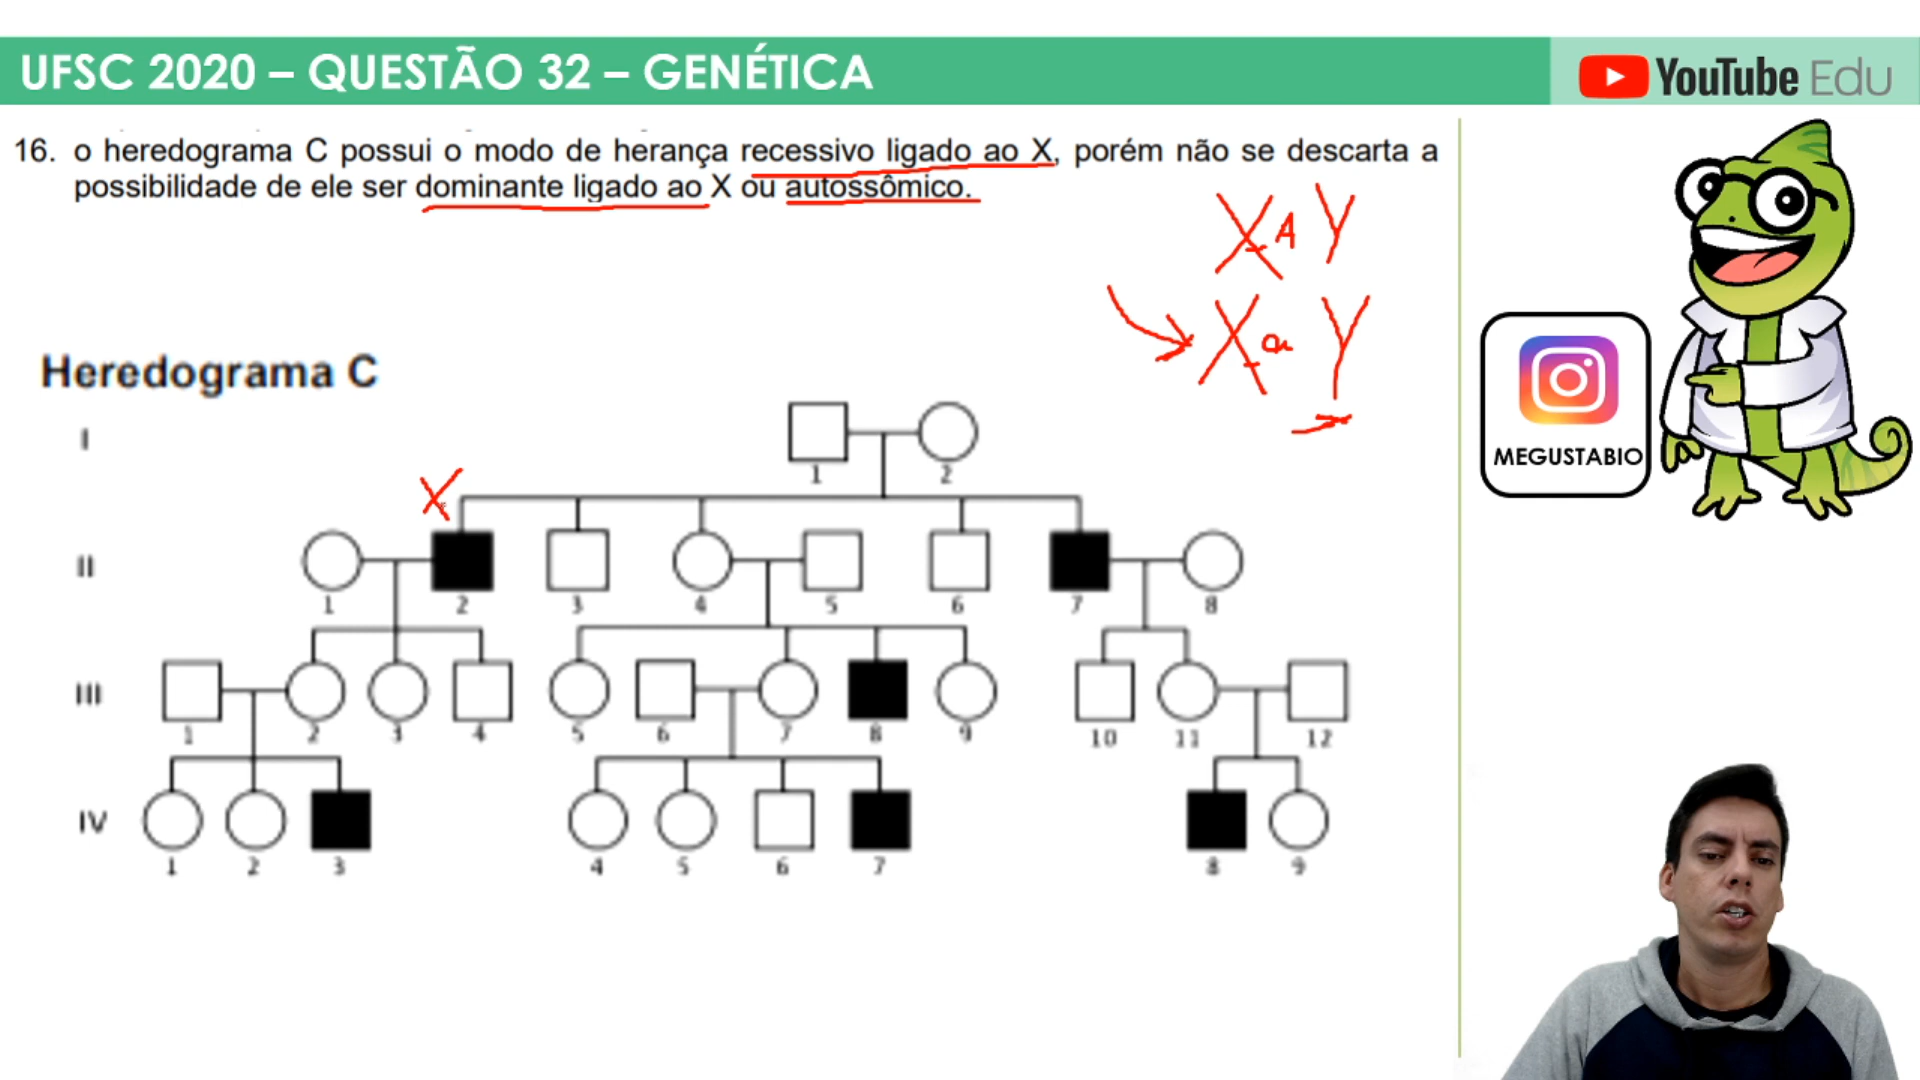 UFSC 2020 – QUESTÃO 32 – GENÉTICA
YouTube Edu
16. o heredograma C possui o modo de herança recessivo ligado ao X, porém não se descarta a
possibilidade de ele ser dominante ligado ao X ou autossômico.
X A Y
X a Y
MEGUSTABIO
Heredograma C
I
1 2
X
II
1 2 3 4 5 6 7 8
III
1 2 3 4 5 6 7 8 9 10 11 12
IV
1 2 3 4 5 6 7 8 9